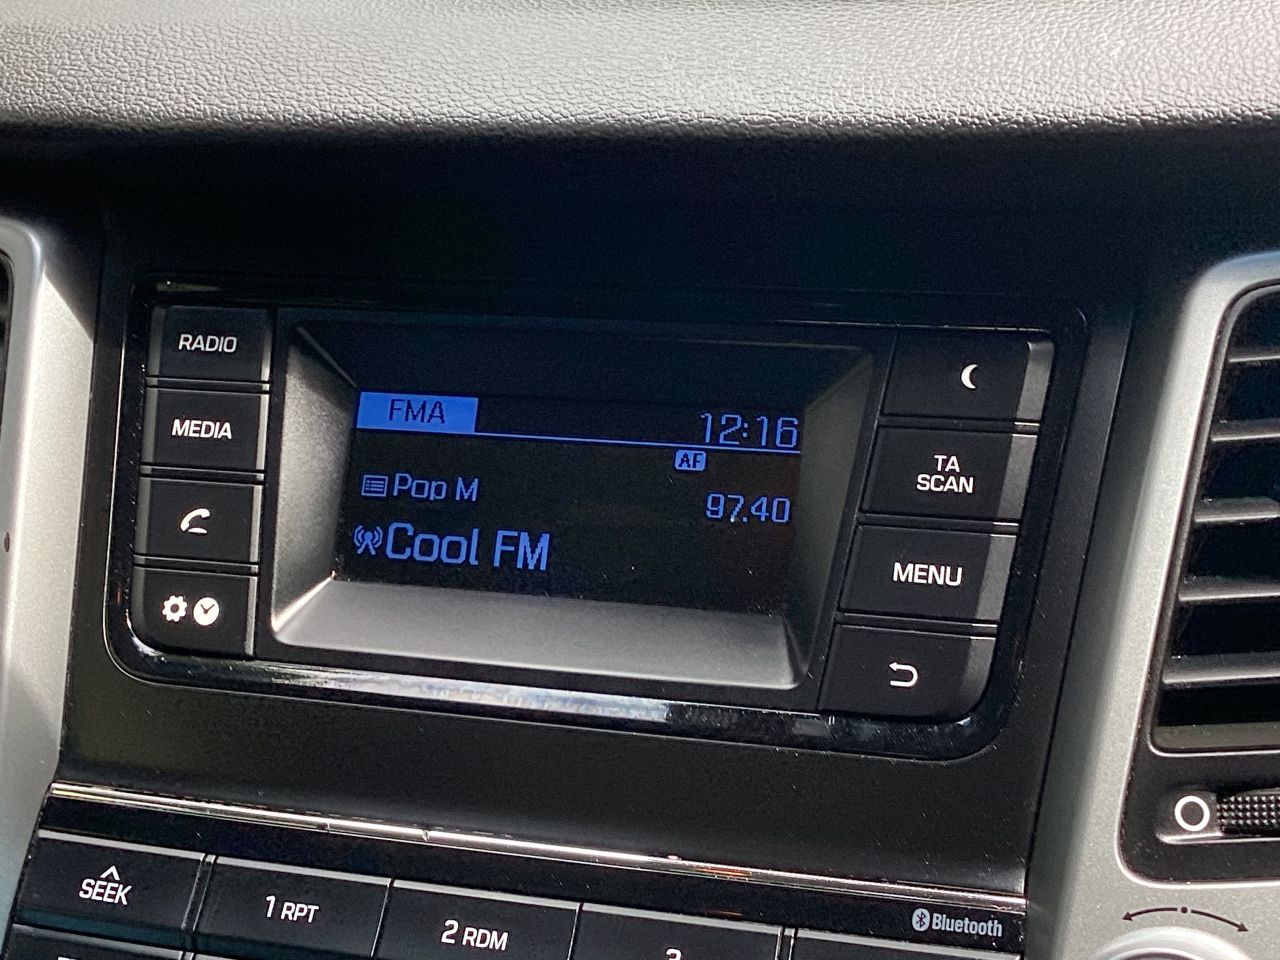 RADIO
MEDIA
FMA
12:16
AF
Pop M
97.40
Cool FM
TA
SCAN
MENU
SEEK
1 RPT
2 RDM
3
Bluetooth